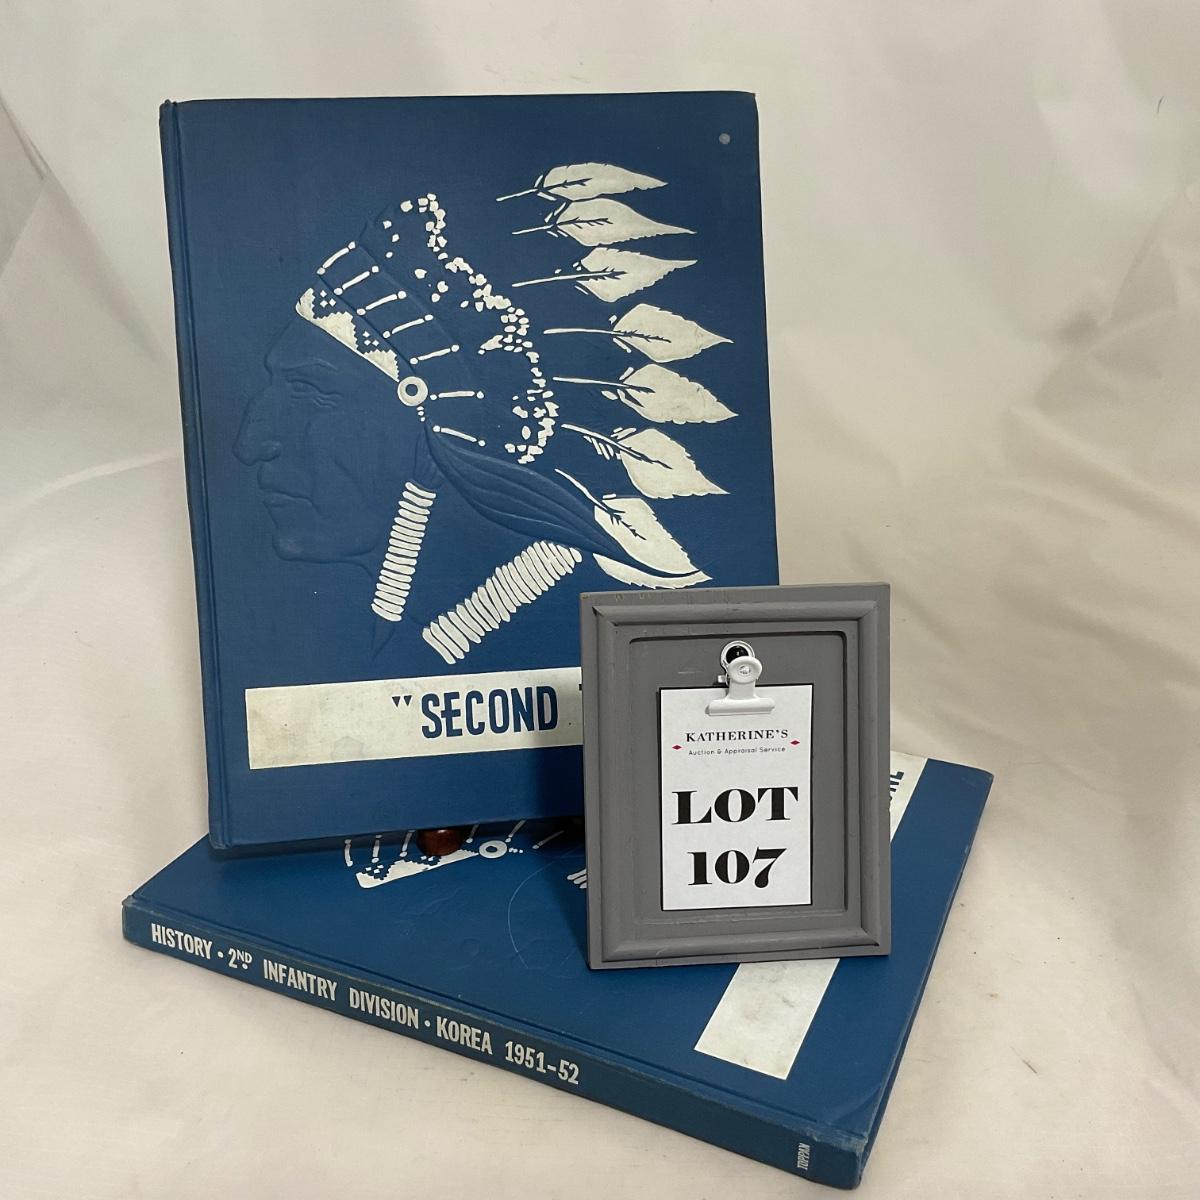 "SECOND
KATHERINE'S
Auction & Appraisal Service
LOT
107
HISTORY • 2ND INFANTRY DIVISION • KOREA 1951-52
TOPPAN